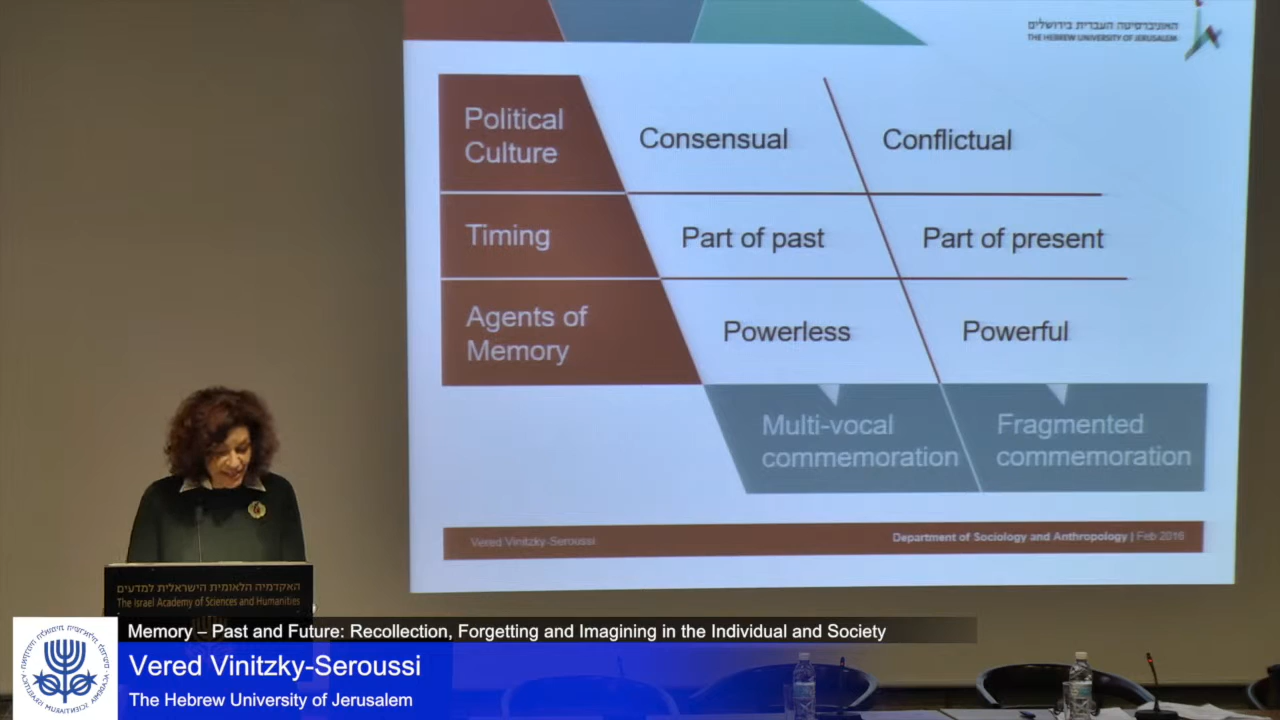 האוניברסיטה העברית בירושלים
THE HEBREW UNIVERSITY OF JERUSALEM
Political
Culture
Consensual
Conflictual
Timing
Part of past
Part of present
Agents of
Memory
Powerless
Powerful
Multi-vocal
commemoration
Fragmented
commemoration
Vered Vinitzky-Seroussi
Department of Sociology and Anthropology | Feb 2016
האקדמיה הלאומית הישראלית למדעים
The Israel Academy of Sciences and Humanities
Memory – Past and Future: Recollection, Forgetting and Imagining in the Individual and Society
Vered Vinitzky-Seroussi
The Hebrew University of Jerusalem